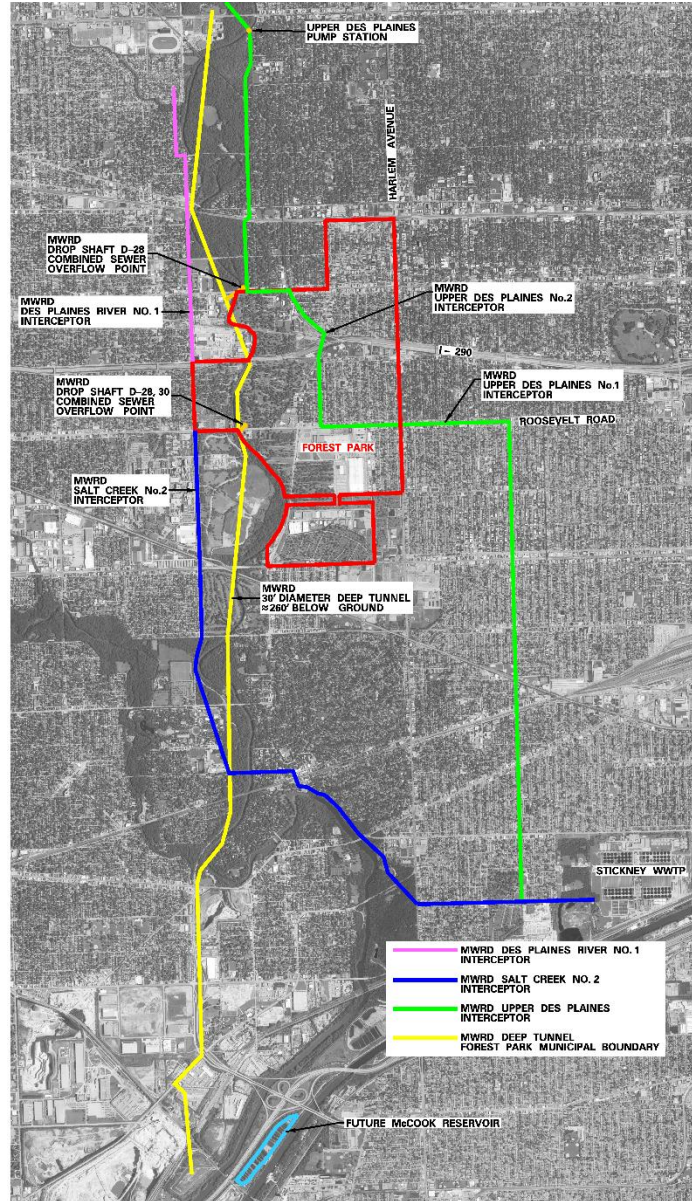 UPPER DES PLAINES
PUMP STATION
HARLEM AVENUE
MWRD
DROP SHAFT D-28
COMBINED SEWER
OVERFLOW POINT
MWRD
DES PLAINES RIVER NO. 1
INTERCEPTOR
MWRD
UPPER DES PLAINES No.2
INTERCEPTOR
I - 290
MWRD
DROP SHAFT D-28, 30
COMBINED SEWER
OVERFLOW POINT
MWRD
UPPER DES PLAINES No.1
INTERCEPTOR
ROOSEVELT ROAD
FOREST PARK
MWRD
SALT CREEK No.2
INTERCEPTOR
MWRD
30' DIAMETER DEEP TUNNEL
≈260' BELOW GROUND
STICKNEY WWTP
MWRD DES PLAINES RIVER NO. 1
INTERCEPTOR
MWRD SALT CREEK NO. 2
INTERCEPTOR
MWRD UPPER DES PLAINES
INTERCEPTOR
MWRD DEEP TUNNEL
FOREST PARK MUNICIPAL BOUNDARY
FUTURE McCOOK RESERVOIR